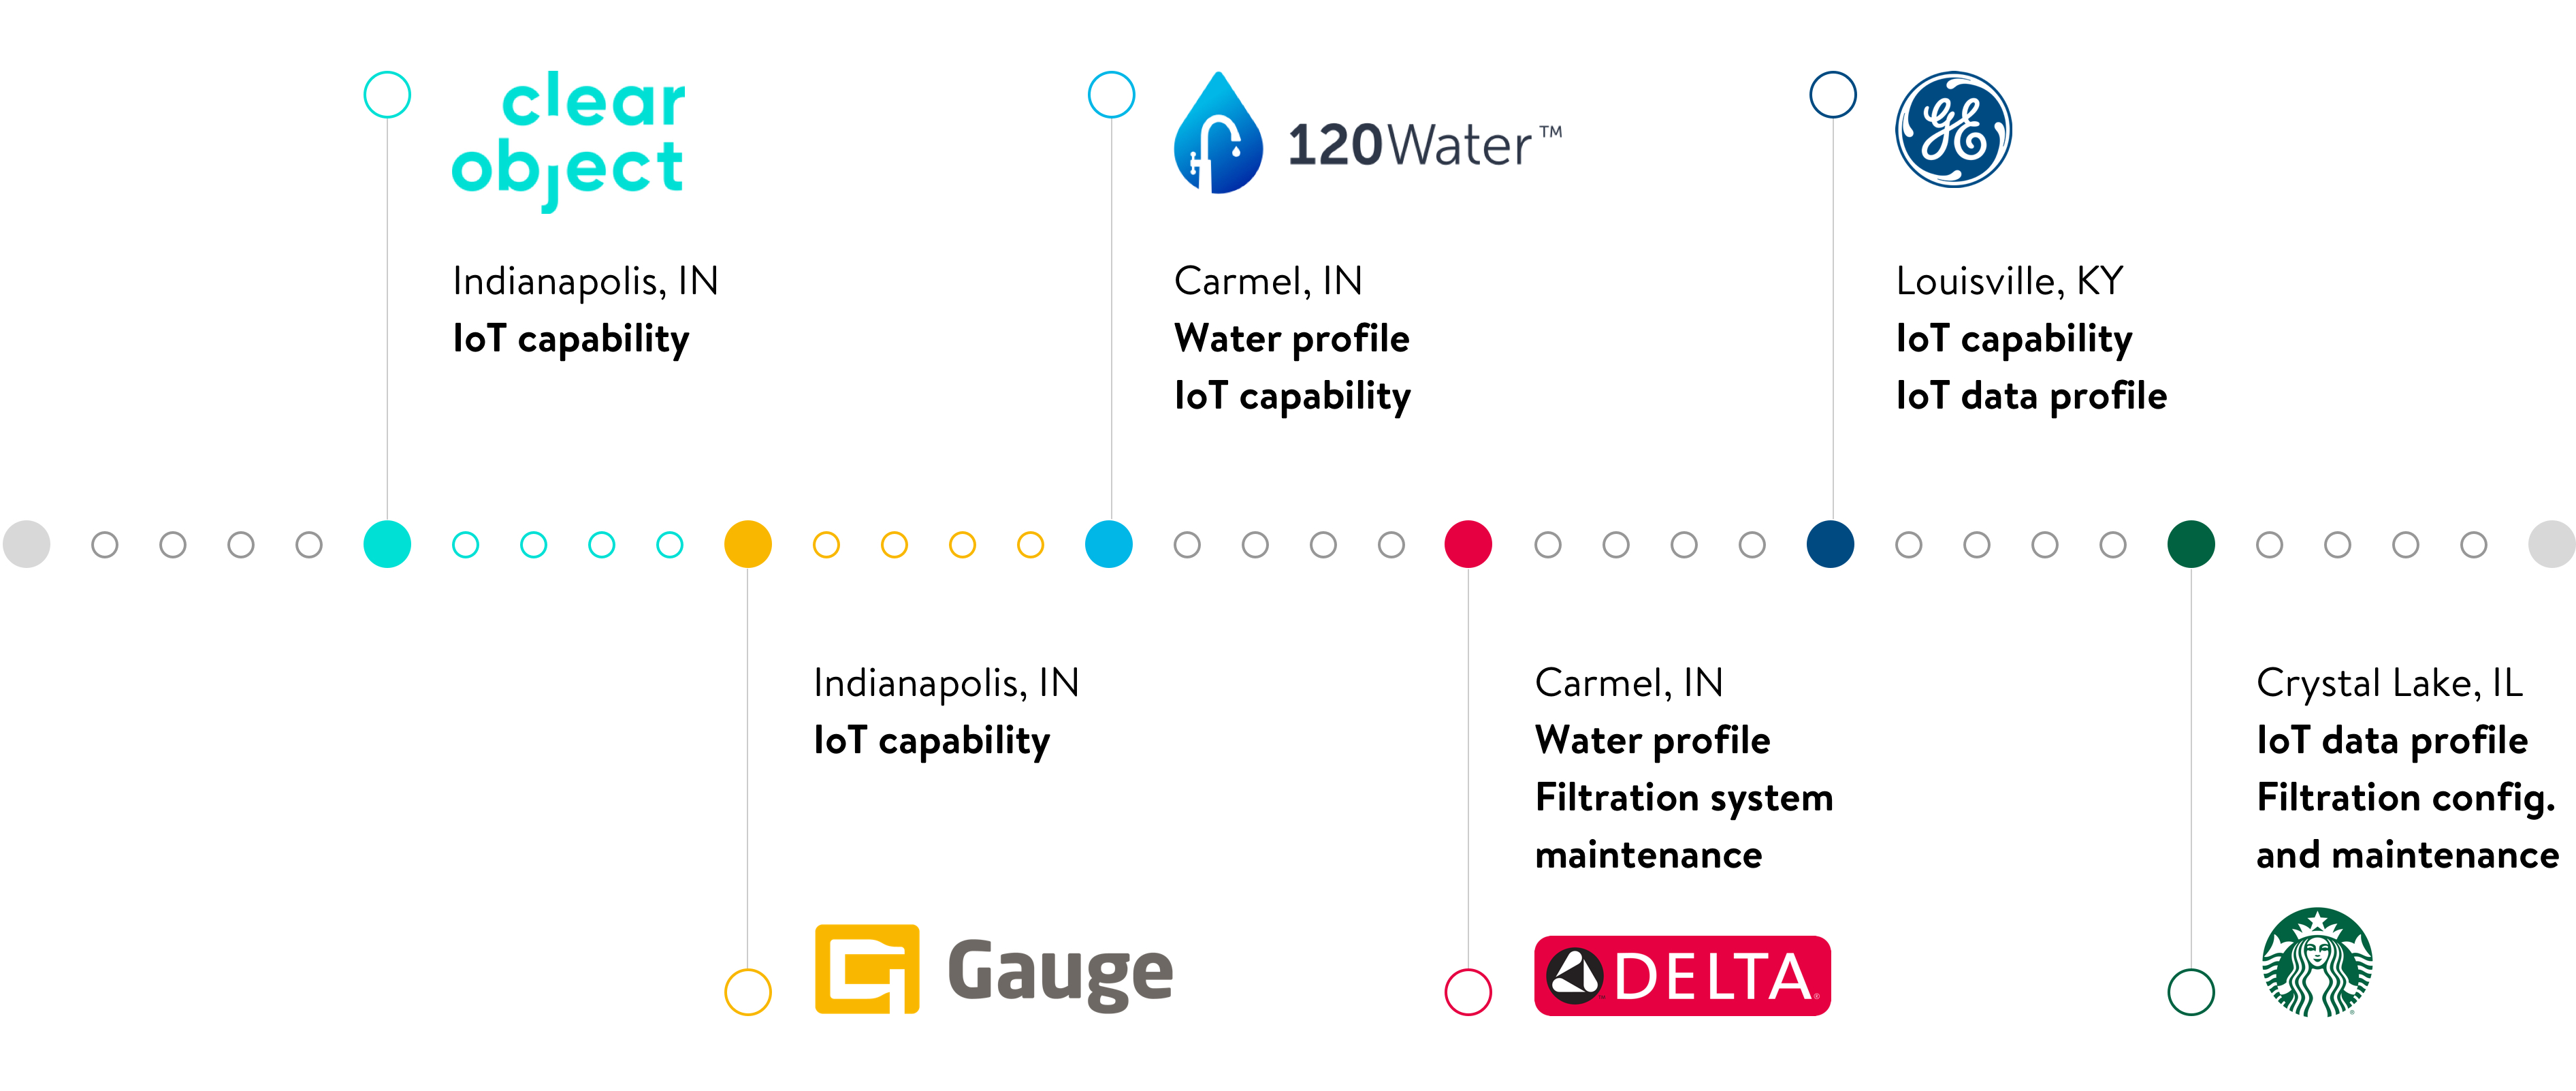 clear
object
Indianapolis, IN
IoT capability
120Water™
Carmel, IN
Water profile
IoT capability
GE
Louisville, KY
IoT capability
IoT data profile
Indianapolis, IN
IoT capability
Gauge
Carmel, IN
Water profile
Filtration system
maintenance
DELTA®
Crystal Lake, IL
IoT data profile
Filtration config.
and maintenance